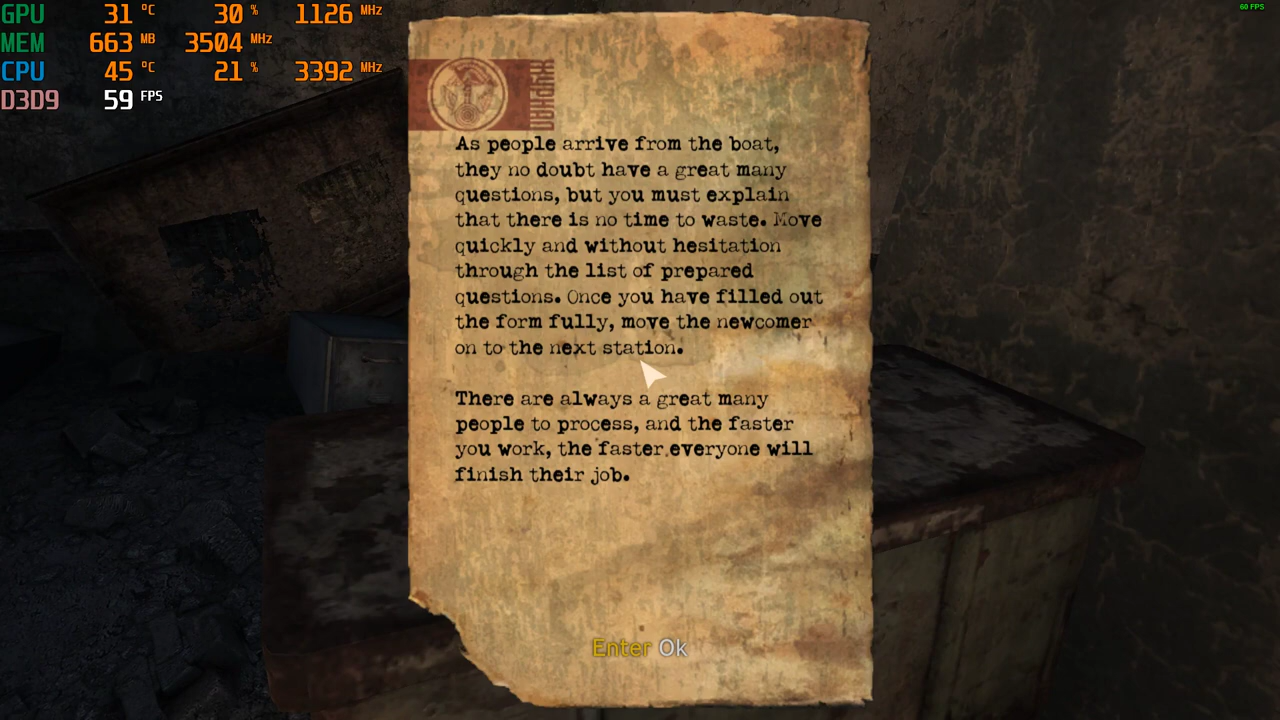 GPU 31 °C 30 % 1126 MHz
MEM 663 MB 3504 MHz
CPU 45 °C 21 % 3392 MHz
D3D9 59 FPS
60 FPS
As people arrive from the boat,
they no doubt have a great many
questions, but you must explain
that there is no time to waste. Move
quickly and without hesitation
through the list of prepared
questions. Once you have filled out
the form fully, move the newcomer
on to the next station.
There are always a great many
people to process, and the faster
you work, the faster everyone will
finish their job.
Enter Ok